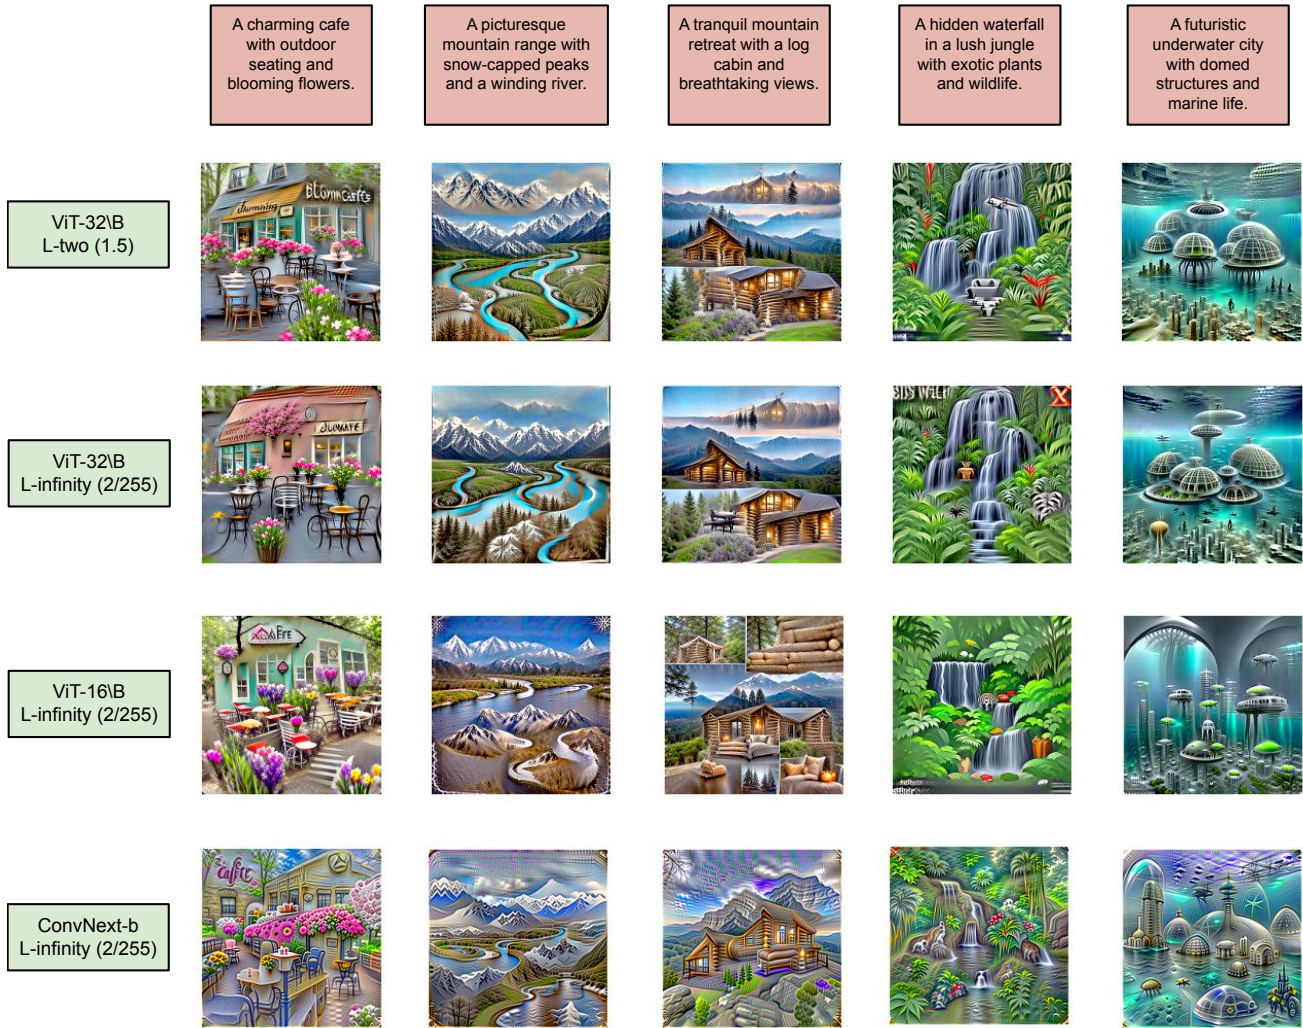 A charming cafe
with outdoor
seating and
blooming flowers.
A picturesque
mountain range with
snow-capped peaks
and a winding river.
A tranquil mountain
retreat with a log
cabin and
breathtaking views.
A hidden waterfall
in a lush jungle
with exotic plants
and wildlife.
A futuristic
underwater city
with domed
structures and
marine life.
ViT-32\B
L-two (1.5)
ViT-32\B
L-infinity (2/255)
ViT-16\B
L-infinity (2/255)
ConvNext-b
L-infinity (2/255)